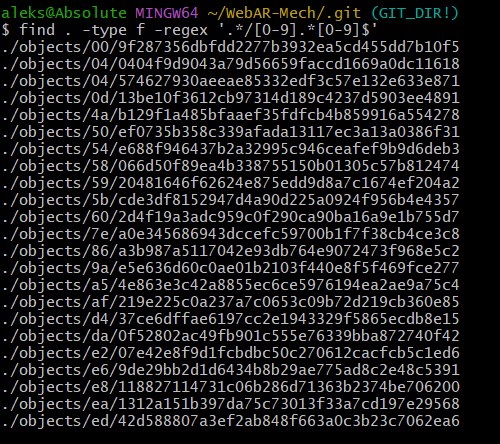 aleks@Absolute MINGW64 ~/WebAR-Mech/.git (GIT_DIR!)
$ find . -type f -regex '.*/[0-9].*[0-9]$'
./objects/00/9f287356dbfdd2277b3932ea5cd455dd7b10f5
./objects/04/0404f9d9043a79d56659faccd1669a0dc11618
./objects/04/574627930aeeae85332edf3c57e132e633e871
./objects/0d/13be10f3612cb97314d189c4237d5903ee4891
./objects/4a/b129f1a485bfaaef35fdfcb4b859916a554278
./objects/50/ef0735b358c339afada13117ec3a13a0386f31
./objects/54/e688f946437b2a32995c946ceafef9b9d6deb3
./objects/58/066d50f89ea4b338755150b01305c57b812474
./objects/59/20481646f62624e875edd9d8a7c1674ef204a2
./objects/5b/cde3df8152947d4a90d225a0924f956b4e4357
./objects/60/2d4f19a3adc959c0f290ca90ba16a9e1b755d7
./objects/7e/a0e345686943dccefc59700b1f7f38cb4ce3c8
./objects/86/a3b987a5117042e93db764e9072473f968e5c2
./objects/9a/e5e636d60c0ae01b2103f440e8f5f469fce277
./objects/a5/4e863e3c42a8855ec6ce5976194ea2ae9a75c4
./objects/af/219e225c0a237a7c0653c09b72d219cb360e85
./objects/d4/37ce6dffae6197cc2e1943329f5865ecdb8e15
./objects/da/0f52802ac49fb901c555e76339bba872740f42
./objects/e2/07e42e8f9d1fcbdbc50c270612cacfcb5c1ed6
./objects/e6/9de29bb2d1d6434b8b29ae775ad8c2e48c5391
./objects/e8/118827114731c06b286d71363b2374be706200
./objects/ea/1312a151b397da75c73013f33a7cd197e29568
./objects/ed/42d588807a3ef2ab848f663a0c3b23c7062ea6